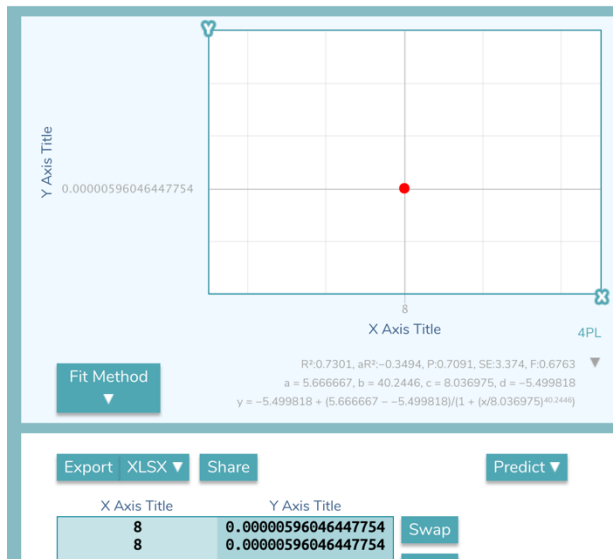 Y
Y Axis Title
0.00000596046447754
8
X
X Axis Title
4PL
R²:0.7301, aR²:−0.3494, P:0.7091, SE:3.374, F:0.6763 ▼
a = 5.666667, b = 40.2446, c = 8.036975, d = −5.499818
y = −5.499818 + (5.666667 − −5.499818)/(1 + (x/8.036975)⁴⁰·²⁴⁴⁶)
Fit Method
▼
Export XLSX ▼ Share Predict ▼
X Axis Title Y Axis Title
8 0.00000596046447754 Swap
8 0.00000596046447754